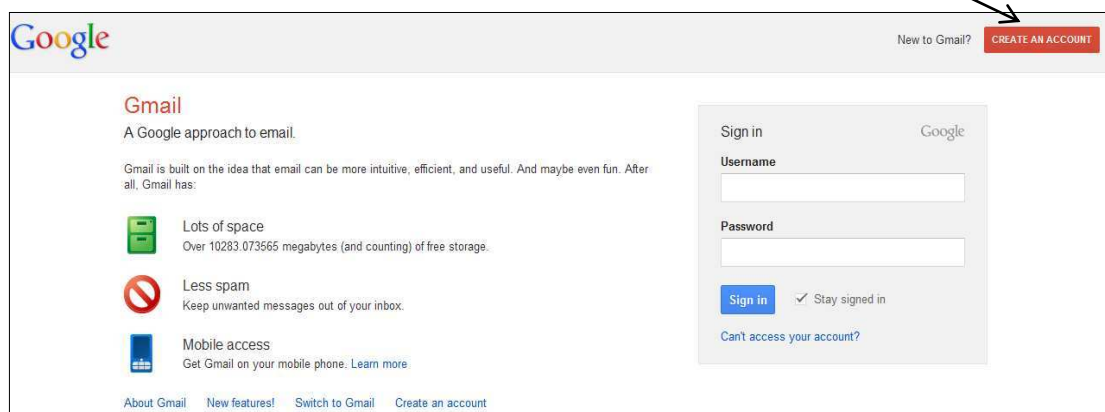 Google
New to Gmail?
CREATE AN ACCOUNT
Gmail
A Google approach to email.
Gmail is built on the idea that email can be more intuitive, efficient, and useful. And maybe even fun. After
all, Gmail has:
Lots of space
Over 10283.073565 megabytes (and counting) of free storage.
Less spam
Keep unwanted messages out of your inbox.
Mobile access
Get Gmail on your mobile phone. Learn more
About Gmail New features! Switch to Gmail Create an account
Sign in Google
Username
Password
Sign in Stay signed in
Can't access your account?